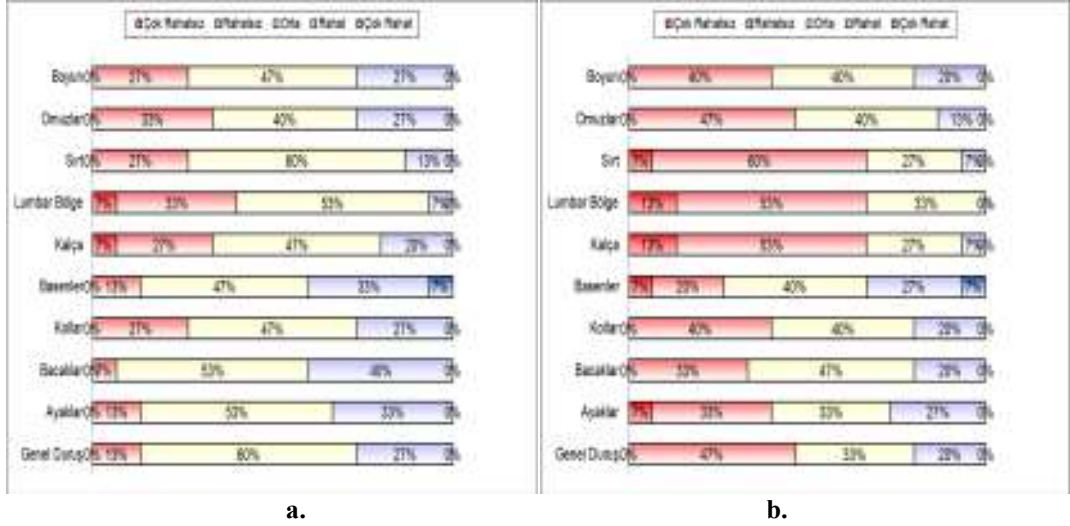 Çok Rahatsız Rahatsız Orta Rahat Çok Rahat
Boyun 0% 27% 47% 27% 0%
Omuzlar 0% 33% 40% 27% 0%
Sırt 0% 27% 60% 13% 0%
Lumbar Bölge 7% 33% 53% 7% 0%
Kalça 7% 27% 47% 20% 0%
Basenler 0% 13% 47% 33% 7%
Kollar 0% 27% 47% 27% 0%
Bacaklar 0% 7% 53% 40% 0%
Ayaklar 0% 13% 53% 33% 0%
Genel Duruş 0% 13% 60% 27% 0%
a.
Çok Rahatsız Rahatsız Orta Rahat Çok Rahat
Boyun 0% 40% 40% 20% 0%
Omuzlar 0% 47% 40% 13% 0%
Sırt 7% 60% 27% 7% 0%
Lumbar Bölge 13% 53% 33% 0%
Kalça 13% 53% 27% 7% 0%
Basenler 7% 20% 40% 27% 7%
Kollar 0% 40% 40% 20% 0%
Bacaklar 0% 33% 47% 20% 0%
Ayaklar 7% 33% 33% 27% 0%
Genel Duruş 0% 47% 33% 20% 0%
b.